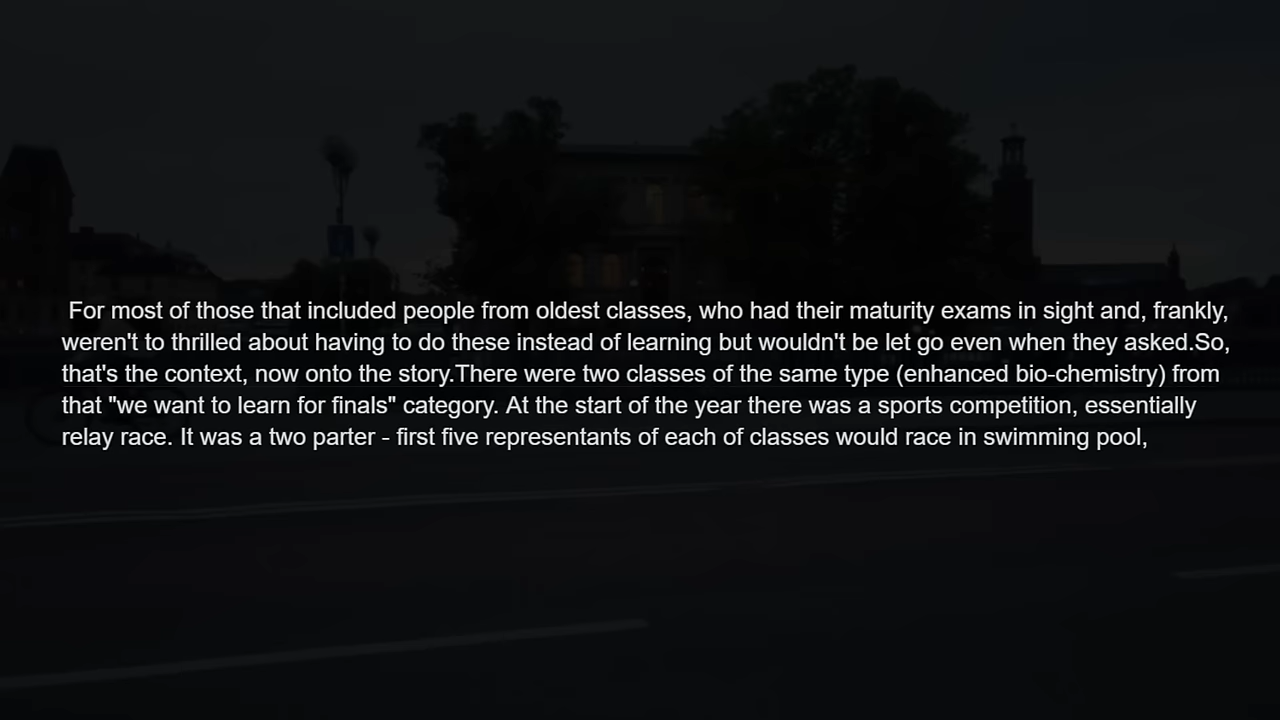 For most of those that included people from oldest classes, who had their maturity exams in sight and, frankly,
weren't to thrilled about having to do these instead of learning but wouldn't be let go even when they asked.So,
that's the context, now onto the story.There were two classes of the same type (enhanced bio-chemistry) from
that "we want to learn for finals" category. At the start of the year there was a sports competition, essentially
relay race. It was a two parter - first five representants of each of classes would race in swimming pool,